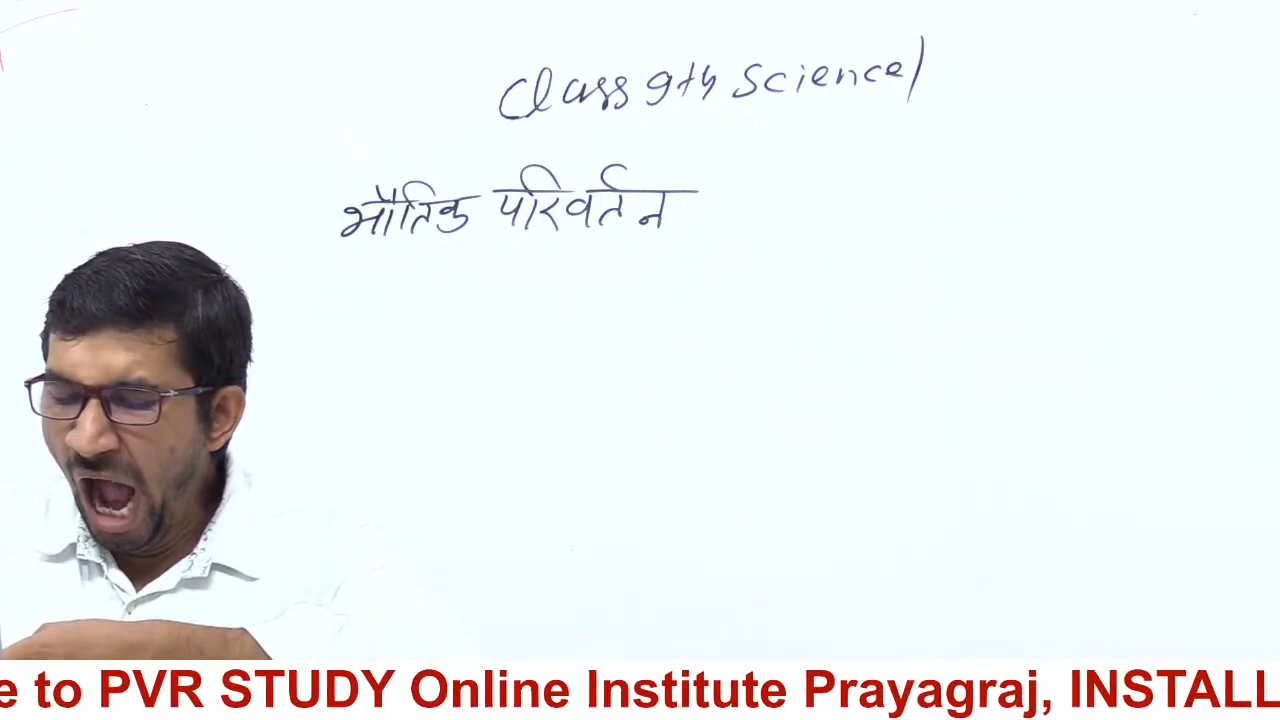 Class 9th Science/
भौतिक परिवर्तन
e to PVR STUDY Online Institute Prayagraj, INSTALL